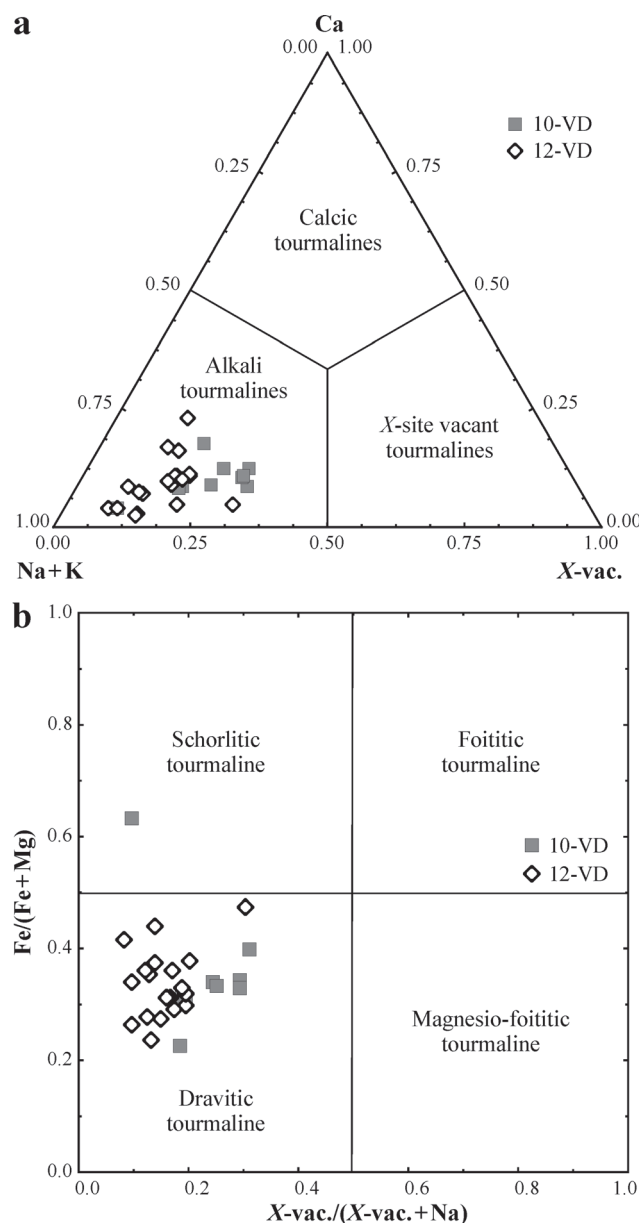 a
Ca
0.00 1.00
10-VD
12-VD
0.25 0.75
Calcic
tourmalines
0.50 0.50
Alkali
tourmalines
0.75 0.25
X-site vacant
tourmalines
1.00 0.00
0.00 0.25 0.50 0.75 1.00
Na+K X-vac.
b
1.0
Schorlitic
tourmaline
Foititic
tourmaline
0.8
0.6
10-VD
12-VD
Fe/(Fe+Mg)
0.4
Magnesio-foititic
tourmaline
0.2
Dravitic
tourmaline
0.0
0.0 0.2 0.4 0.6 0.8 1.0
X-vac./(X-vac.+Na)